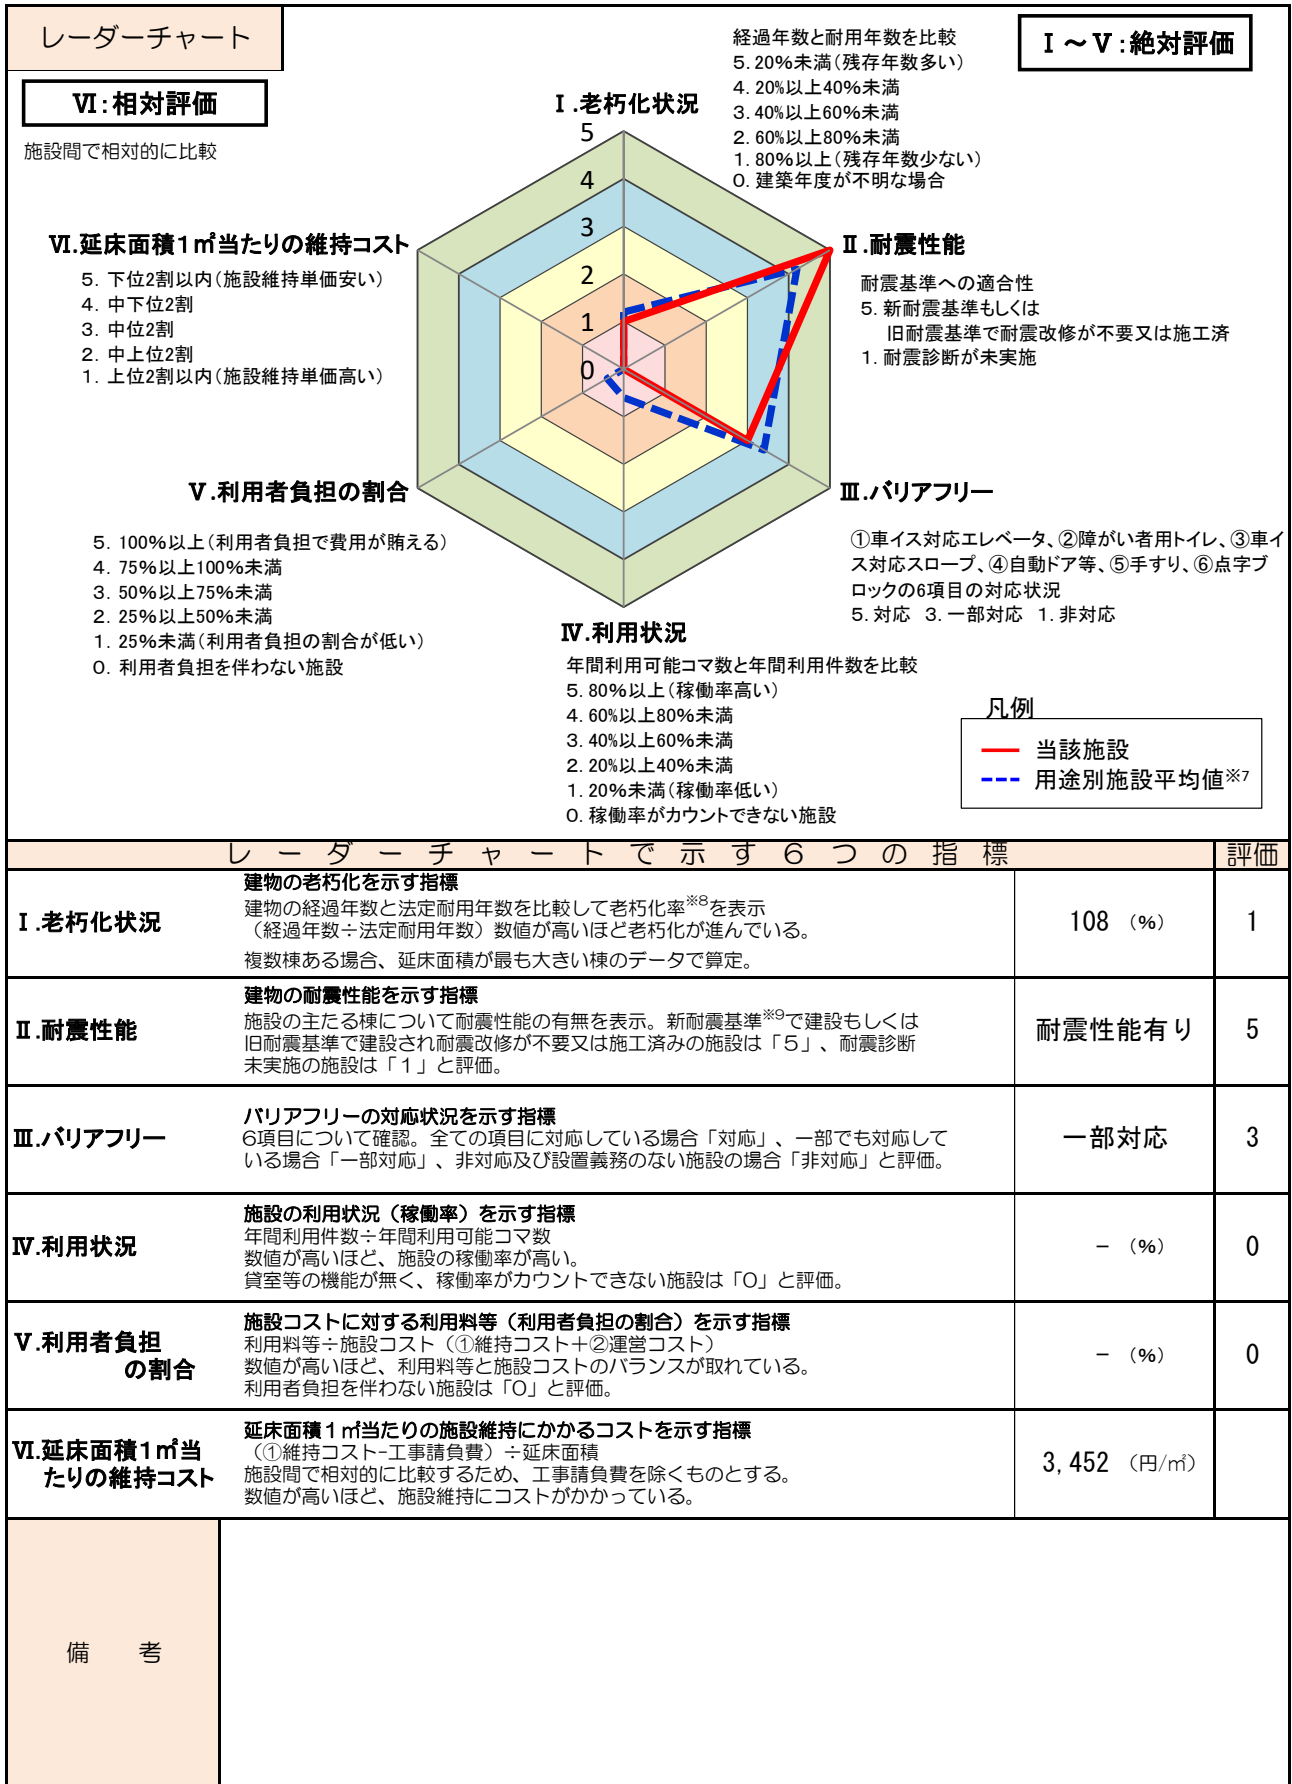 レーダーチャート
Ⅰ～Ⅴ:絶対評価
Ⅵ:相対評価
施設間で相対的に比較
Ⅰ.老朽化状況
経過年数と耐用年数を比較
5.20%未満(残存年数多い)
4.20%以上40%未満
3.40%以上60%未満
2.60%以上80%未満
1.80%以上(残存年数少ない)
0.建築年度が不明な場合
5
4
3
2
1
0
Ⅱ.耐震性能
耐震基準への適合性
5.新耐震基準もしくは
旧耐震基準で耐震改修が不要又は施工済
1.耐震診断が未実施
Ⅲ.バリアフリー
①車イス対応エレベータ、②障がい者用トイレ、③車イ
ス対応スロープ、④自動ドア等、⑤手すり、⑥点字ブ
ロックの6項目の対応状況
5.対応 3.一部対応 1.非対応
Ⅳ.利用状況
年間利用可能コマ数と年間利用件数を比較
5.80%以上(稼働率高い)
4.60%以上80%未満
3.40%以上60%未満
2.20%以上40%未満
1.20%未満(稼働率低い)
0.稼働率がカウントできない施設
Ⅴ.利用者負担の割合
5.100%以上(利用者負担で費用が賄える)
4.75%以上100%未満
3.50%以上75%未満
2.25%以上50%未満
1.25%未満(利用者負担の割合が低い)
0.利用者負担を伴わない施設
Ⅵ.延床面積1㎡当たりの維持コスト
5.下位2割以内(施設維持単価安い)
4.中下位2割
3.中位2割
2.中上位2割
1.上位2割以内(施設維持単価高い)
凡例
当該施設
用途別施設平均値※7
レーダーチャートで示す6つの指標 評価
Ⅰ.老朽化状況
建物の老朽化を示す指標
建物の経過年数と法定耐用年数を比較して老朽化率※8を表示
(経過年数÷法定耐用年数)数値が高いほど老朽化が進んでいる。
複数棟ある場合、延床面積が最も大きい棟のデータで算定。
108 (%) 1
Ⅱ.耐震性能
建物の耐震性能を示す指標
施設の主たる棟について耐震性能の有無を表示。新耐震基準※9で建設もしくは
旧耐震基準で建設され耐震改修が不要又は施工済みの施設は「5」、耐震診断
未実施の施設は「1」と評価。
耐震性能有り 5
Ⅲ.バリアフリー
バリアフリーの対応状況を示す指標
6項目について確認。全ての項目に対応している場合「対応」、一部でも対応して
いる場合「一部対応」、非対応及び設置義務のない施設の場合「非対応」と評価。
一部対応 3
Ⅳ.利用状況
施設の利用状況(稼働率)を示す指標
年間利用件数÷年間利用可能コマ数
数値が高いほど、施設の稼働率が高い。
貸室等の機能が無く、稼働率がカウントできない施設は「0」と評価。
- (%) 0
Ⅴ.利用者負担
の割合
施設コストに対する利用料等(利用者負担の割合)を示す指標
利用料等÷施設コスト(①維持コスト+②運営コスト)
数値が高いほど、利用料等と施設コストのバランスが取れている。
利用者負担を伴わない施設は「0」と評価。
- (%) 0
Ⅵ.延床面積1㎡当
たりの維持コスト
延床面積1㎡当たりの施設維持にかかるコストを示す指標
(①維持コスト-工事請負費)÷延床面積
施設間で相対的に比較するため、工事請負費を除くものとする。
数値が高いほど、施設維持にコストがかかっている。
3,452 (円/㎡)
備 考